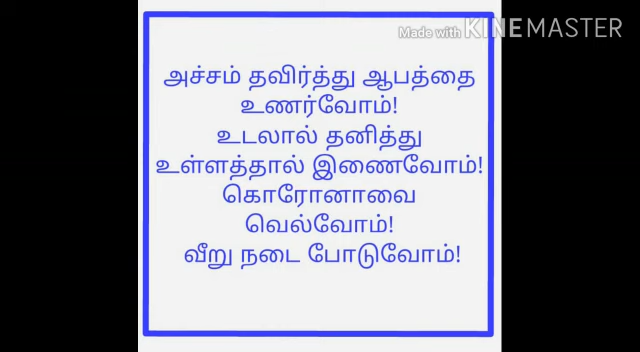 Made with KINEMASTER
அச்சம் தவிர்த்து ஆபத்தை
உணர்வோம்!
உடலால் தனித்து
உள்ளத்தால் இணைவோம்!
கொரோனாவை
வெல்வோம்!
வீறு நடை போடுவோம்!